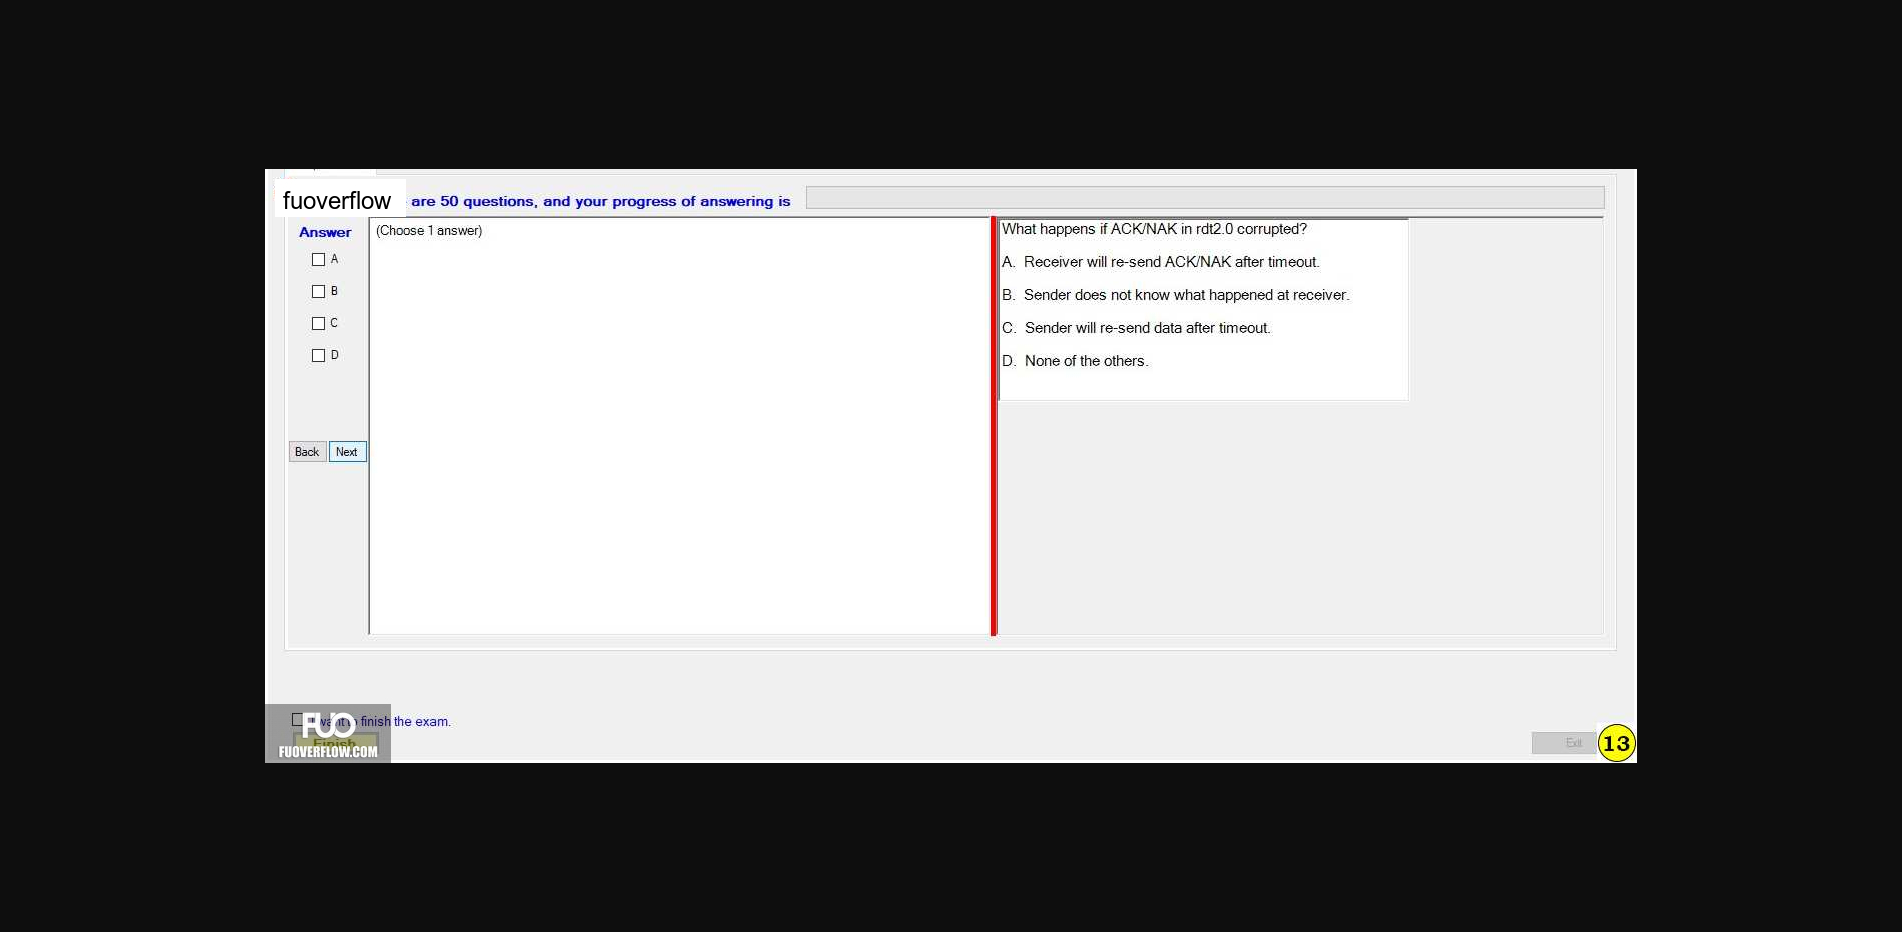 fuoverflow are 50 questions, and your progress of answering is
Answer
(Choose 1 answer)
A
B
C
D
Back Next
What happens if ACK/NAK in rdt2.0 corrupted?
A. Receiver will re-send ACK/NAK after timeout.
B. Sender does not know what happened at receiver.
C. Sender will re-send data after timeout.
D. None of the others.
I want to finish the exam.
FUO
Finish
FUOVERFLOW.COM
Exit
13